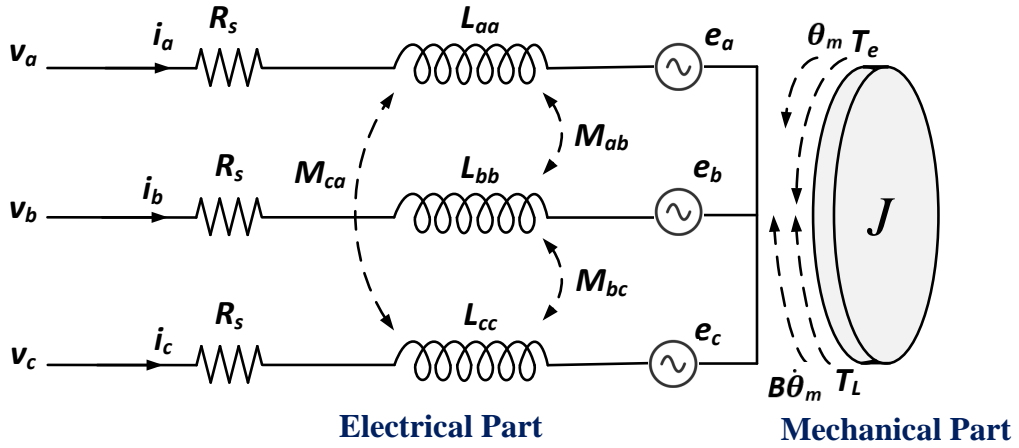 v_a i_a R_s L_aa e_a
M_ab
M_ca
v_b i_b R_s L_bb e_b
M_bc
v_c i_c R_s L_cc e_c
θ_m T_e
J
Bθ̇_m T_L
Electrical Part
Mechanical Part